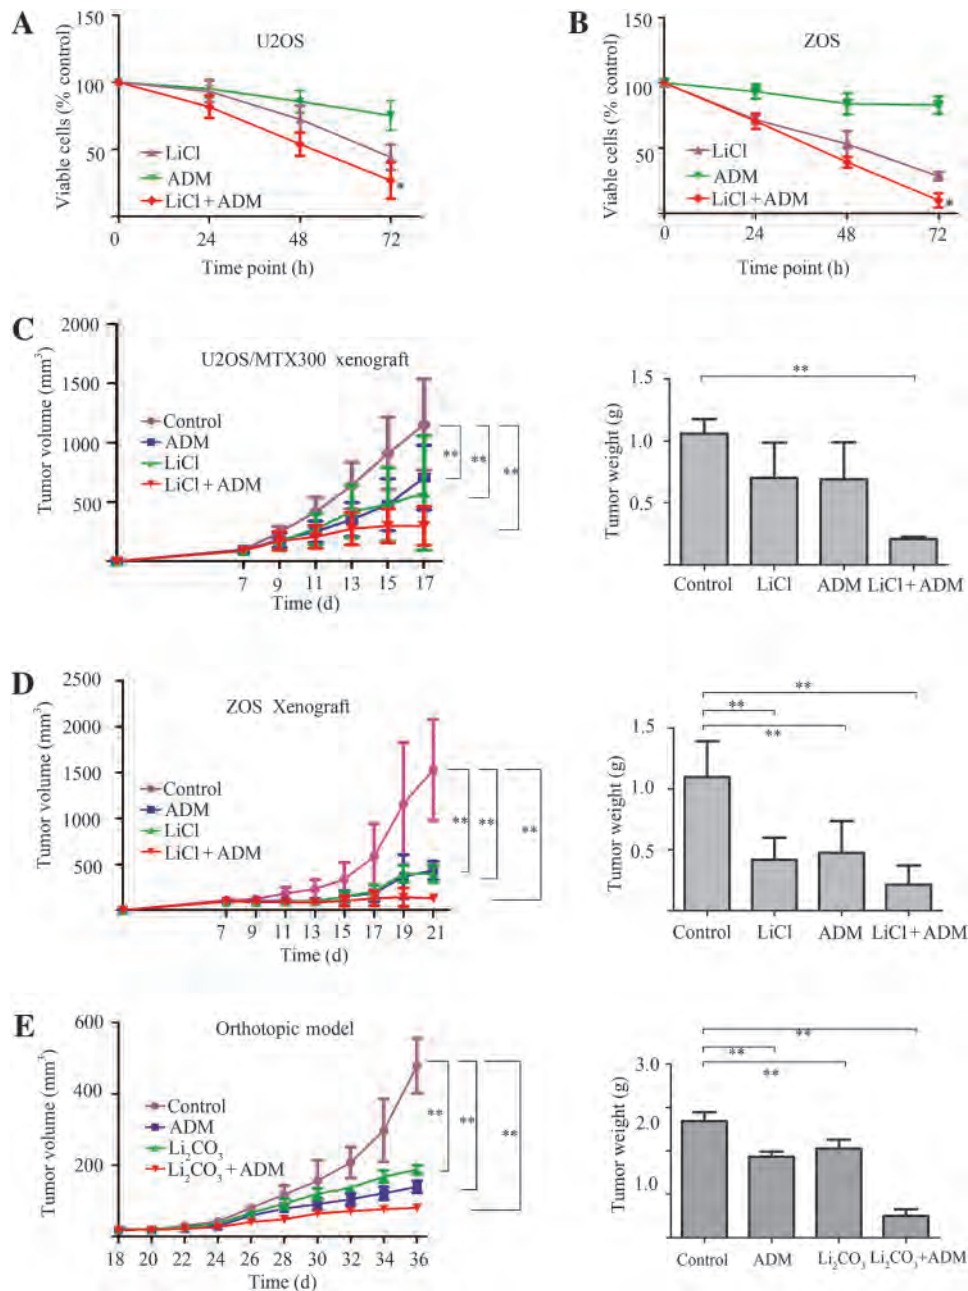 A
150
100
50
Viable cells (% control)
U2OS
LiCl
ADM
LiCl + ADM
*
0 24 48 72
Time point (h)
B
150
100
50
0
Viable cells (% control)
ZOS
LiCl
ADM
LiCl + ADM
*
0 24 48 72
Time point (h)
C
2000
1500
1000
500
Tumor volume (mm³)
U2OS/MTX300 xenograft
Control
ADM
LiCl
LiCl + ADM
** ** **
7 9 11 13 15 17
Time (d)
1.5
1.0
0.5
Tumor weight (g)
**
Control LiCl ADM LiCl + ADM
D
2500
2000
1500
1000
500
Tumor volume (mm³)
ZOS Xenograft
Control
ADM
LiCl
LiCl + ADM
** ** **
7 9 11 13 15 17 19 21
Time (d)
1.5
1.0
0.5
Tumor weight (g)
**
**
**
Control LiCl ADM LiCl + ADM
E
600
400
200
Tumor volume (mm³)
Orthotopic model
Control
ADM
Li₂CO₃
Li₂CO₃ + ADM
** ** **
18 20 22 24 26 28 30 32 34 36
Time (d)
3.0
2.0
1.0
Tumor weight (g)
**
**
**
Control ADM Li₂CO₃ Li₂CO₃+ADM